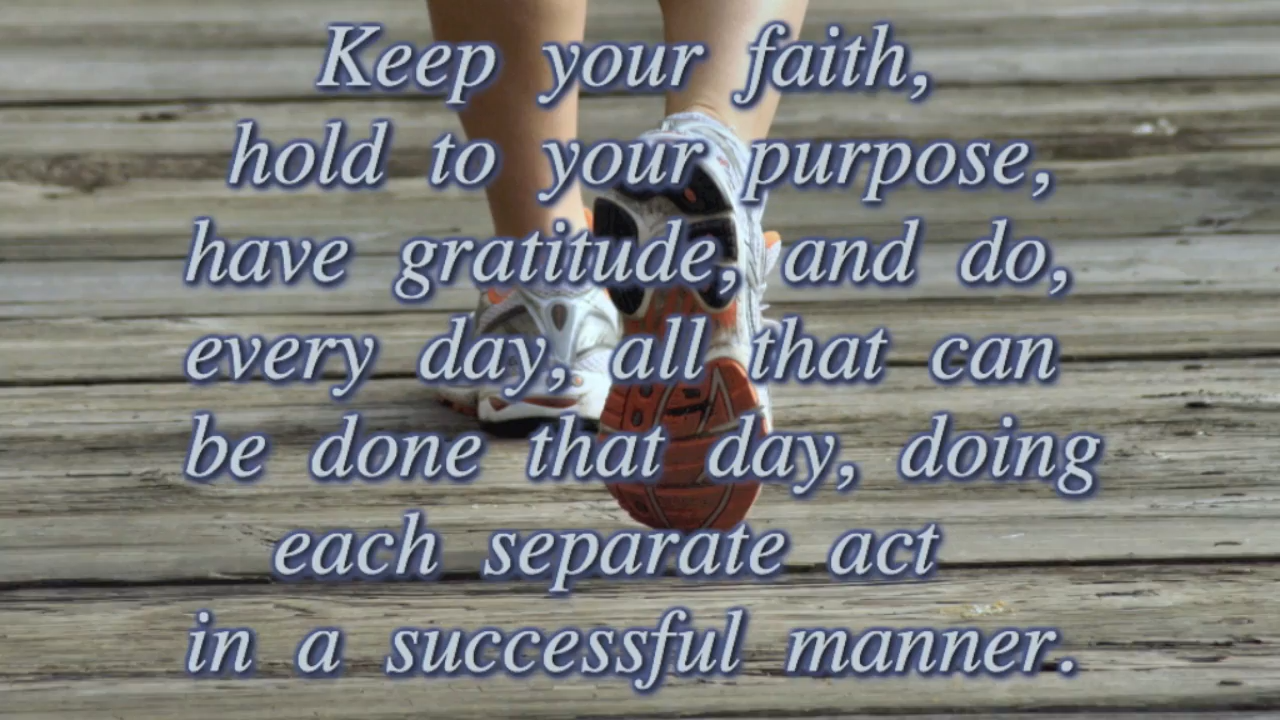 Keep your faith,
hold to your purpose,
have gratitude, and do,
every day, all that can
be done that day, doing
each separate act
in a successful manner.